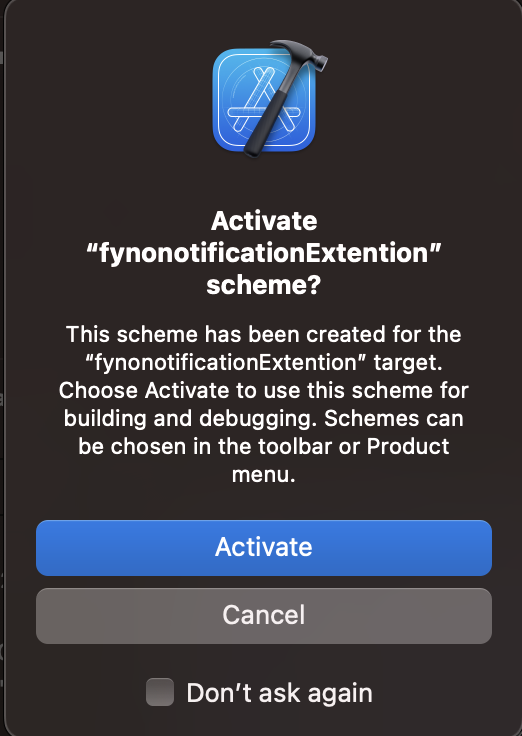 Activate
“fynonotificationExtention”
scheme?
This scheme has been created for the
“fynonotificationExtention” target.
Choose Activate to use this scheme for
building and debugging. Schemes can
be chosen in the toolbar or Product
menu.
Activate
Cancel
Don’t ask again